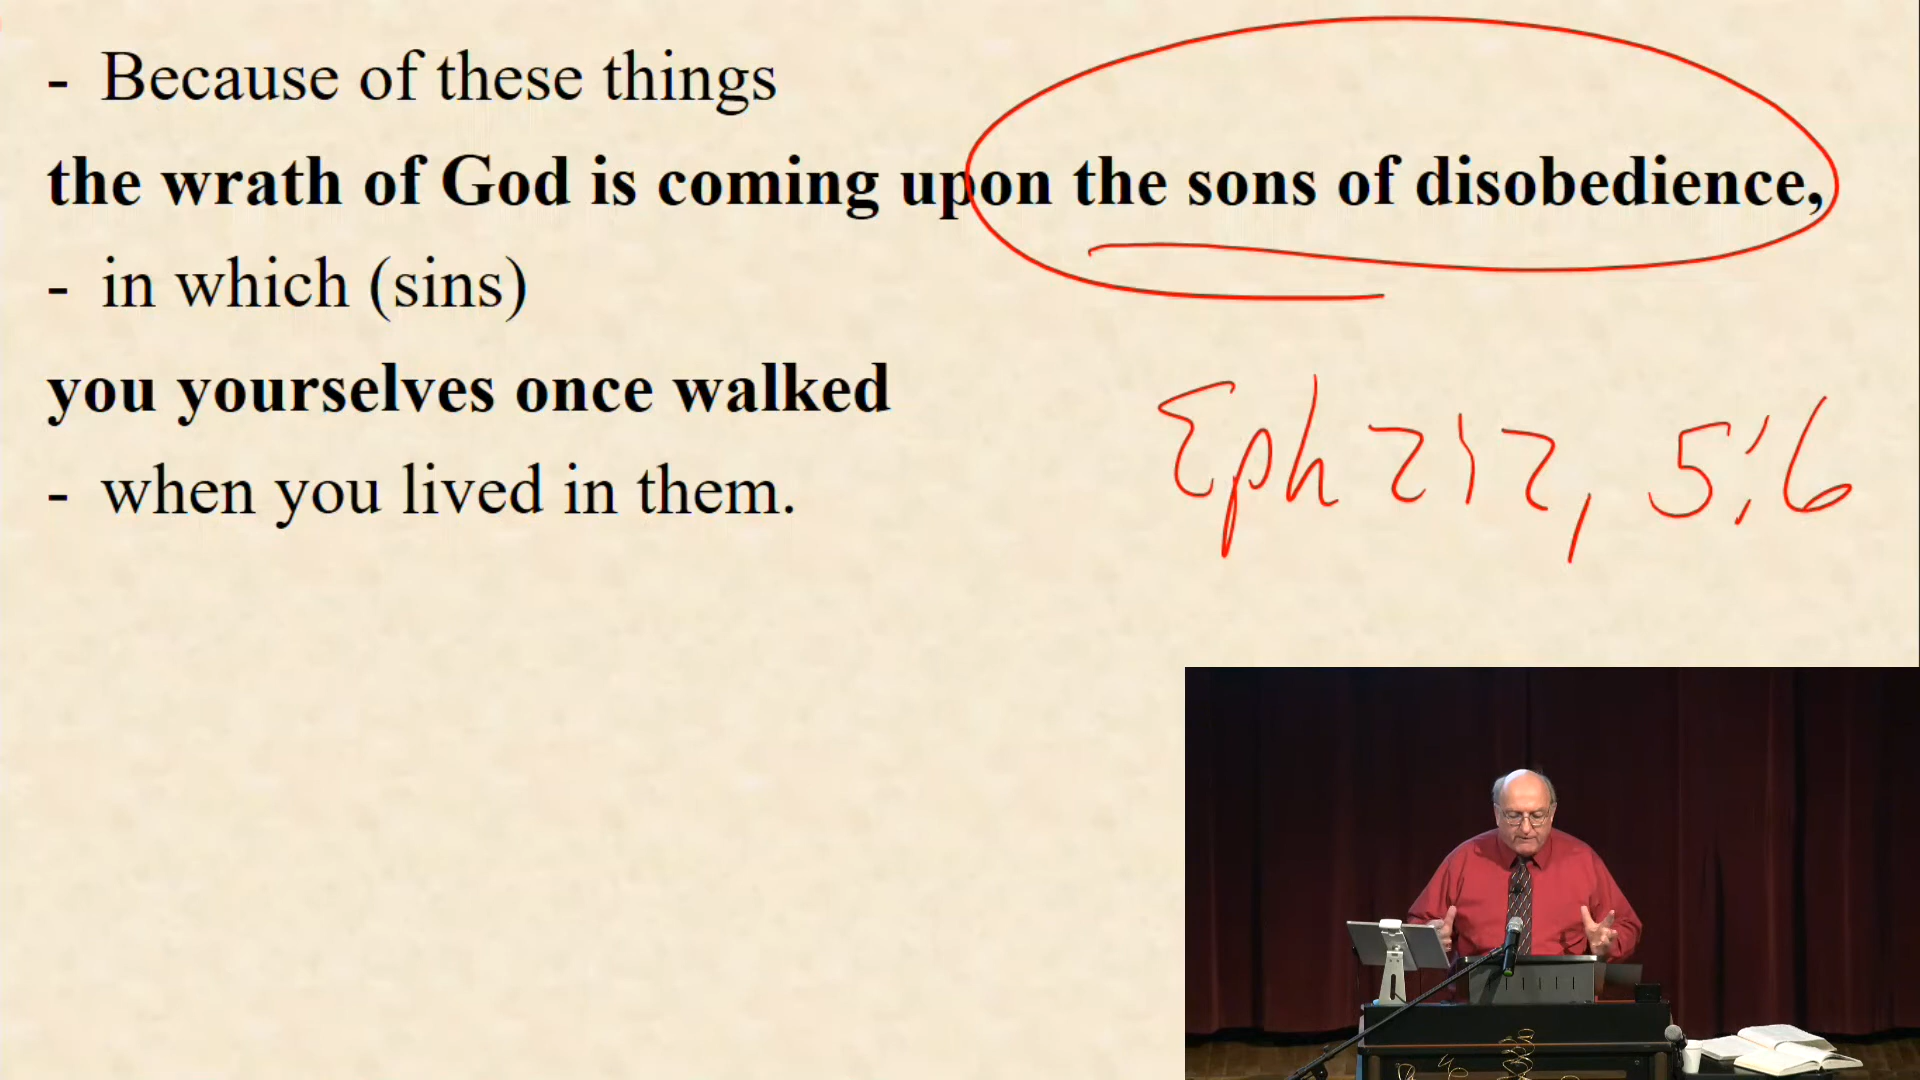 - Because of these things
the wrath of God is coming upon the sons of disobedience,
- in which (sins)
you yourselves once walked
- when you lived in them.
Eph 2:2, 5:6